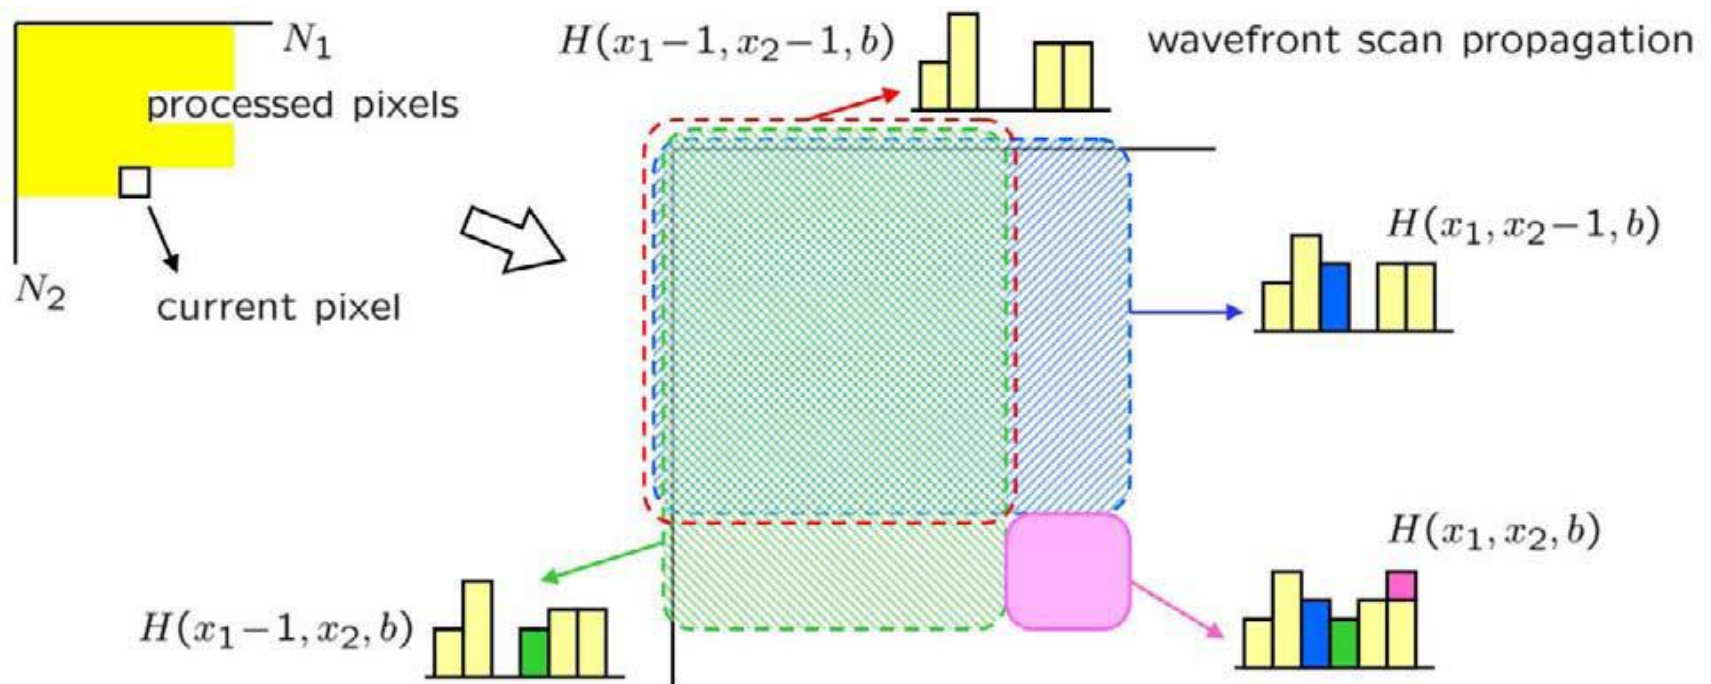 N₁
processed pixels
N₂
current pixel
H(x₁−1, x₂−1, b)
wavefront scan propagation
H(x₁, x₂−1, b)
H(x₁−1, x₂, b)
H(x₁, x₂, b)